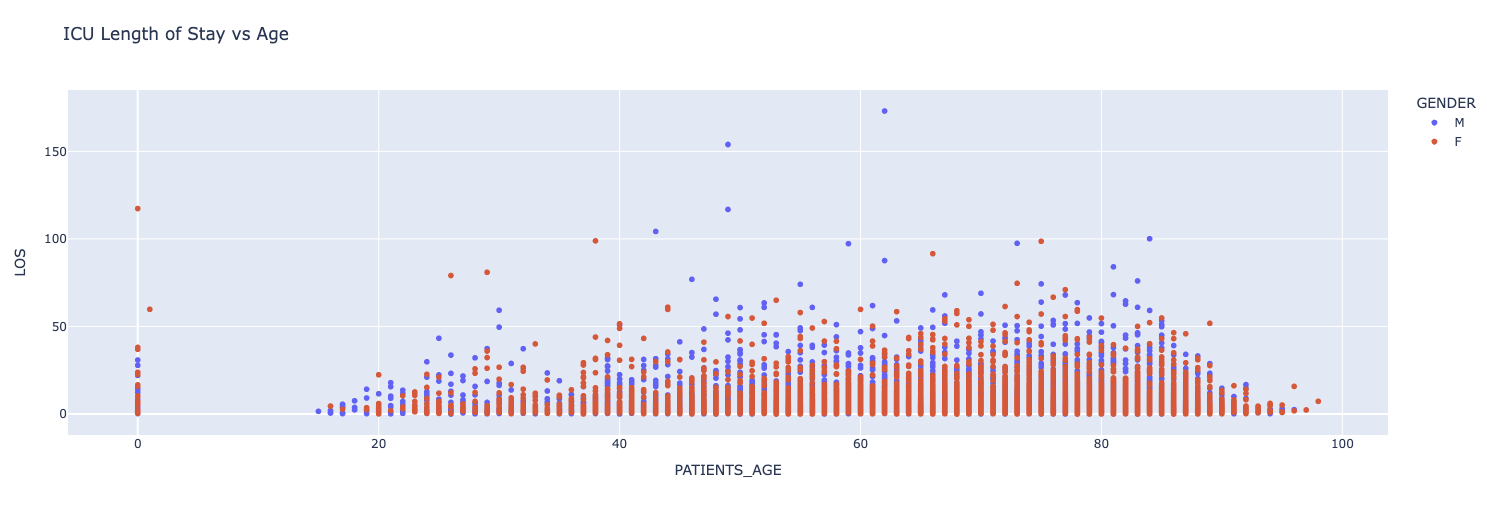 ICU Length of Stay vs Age
GENDER
M
F
150
100
50
0
LOS
0 20 40 60 80 100
PATIENTS_AGE